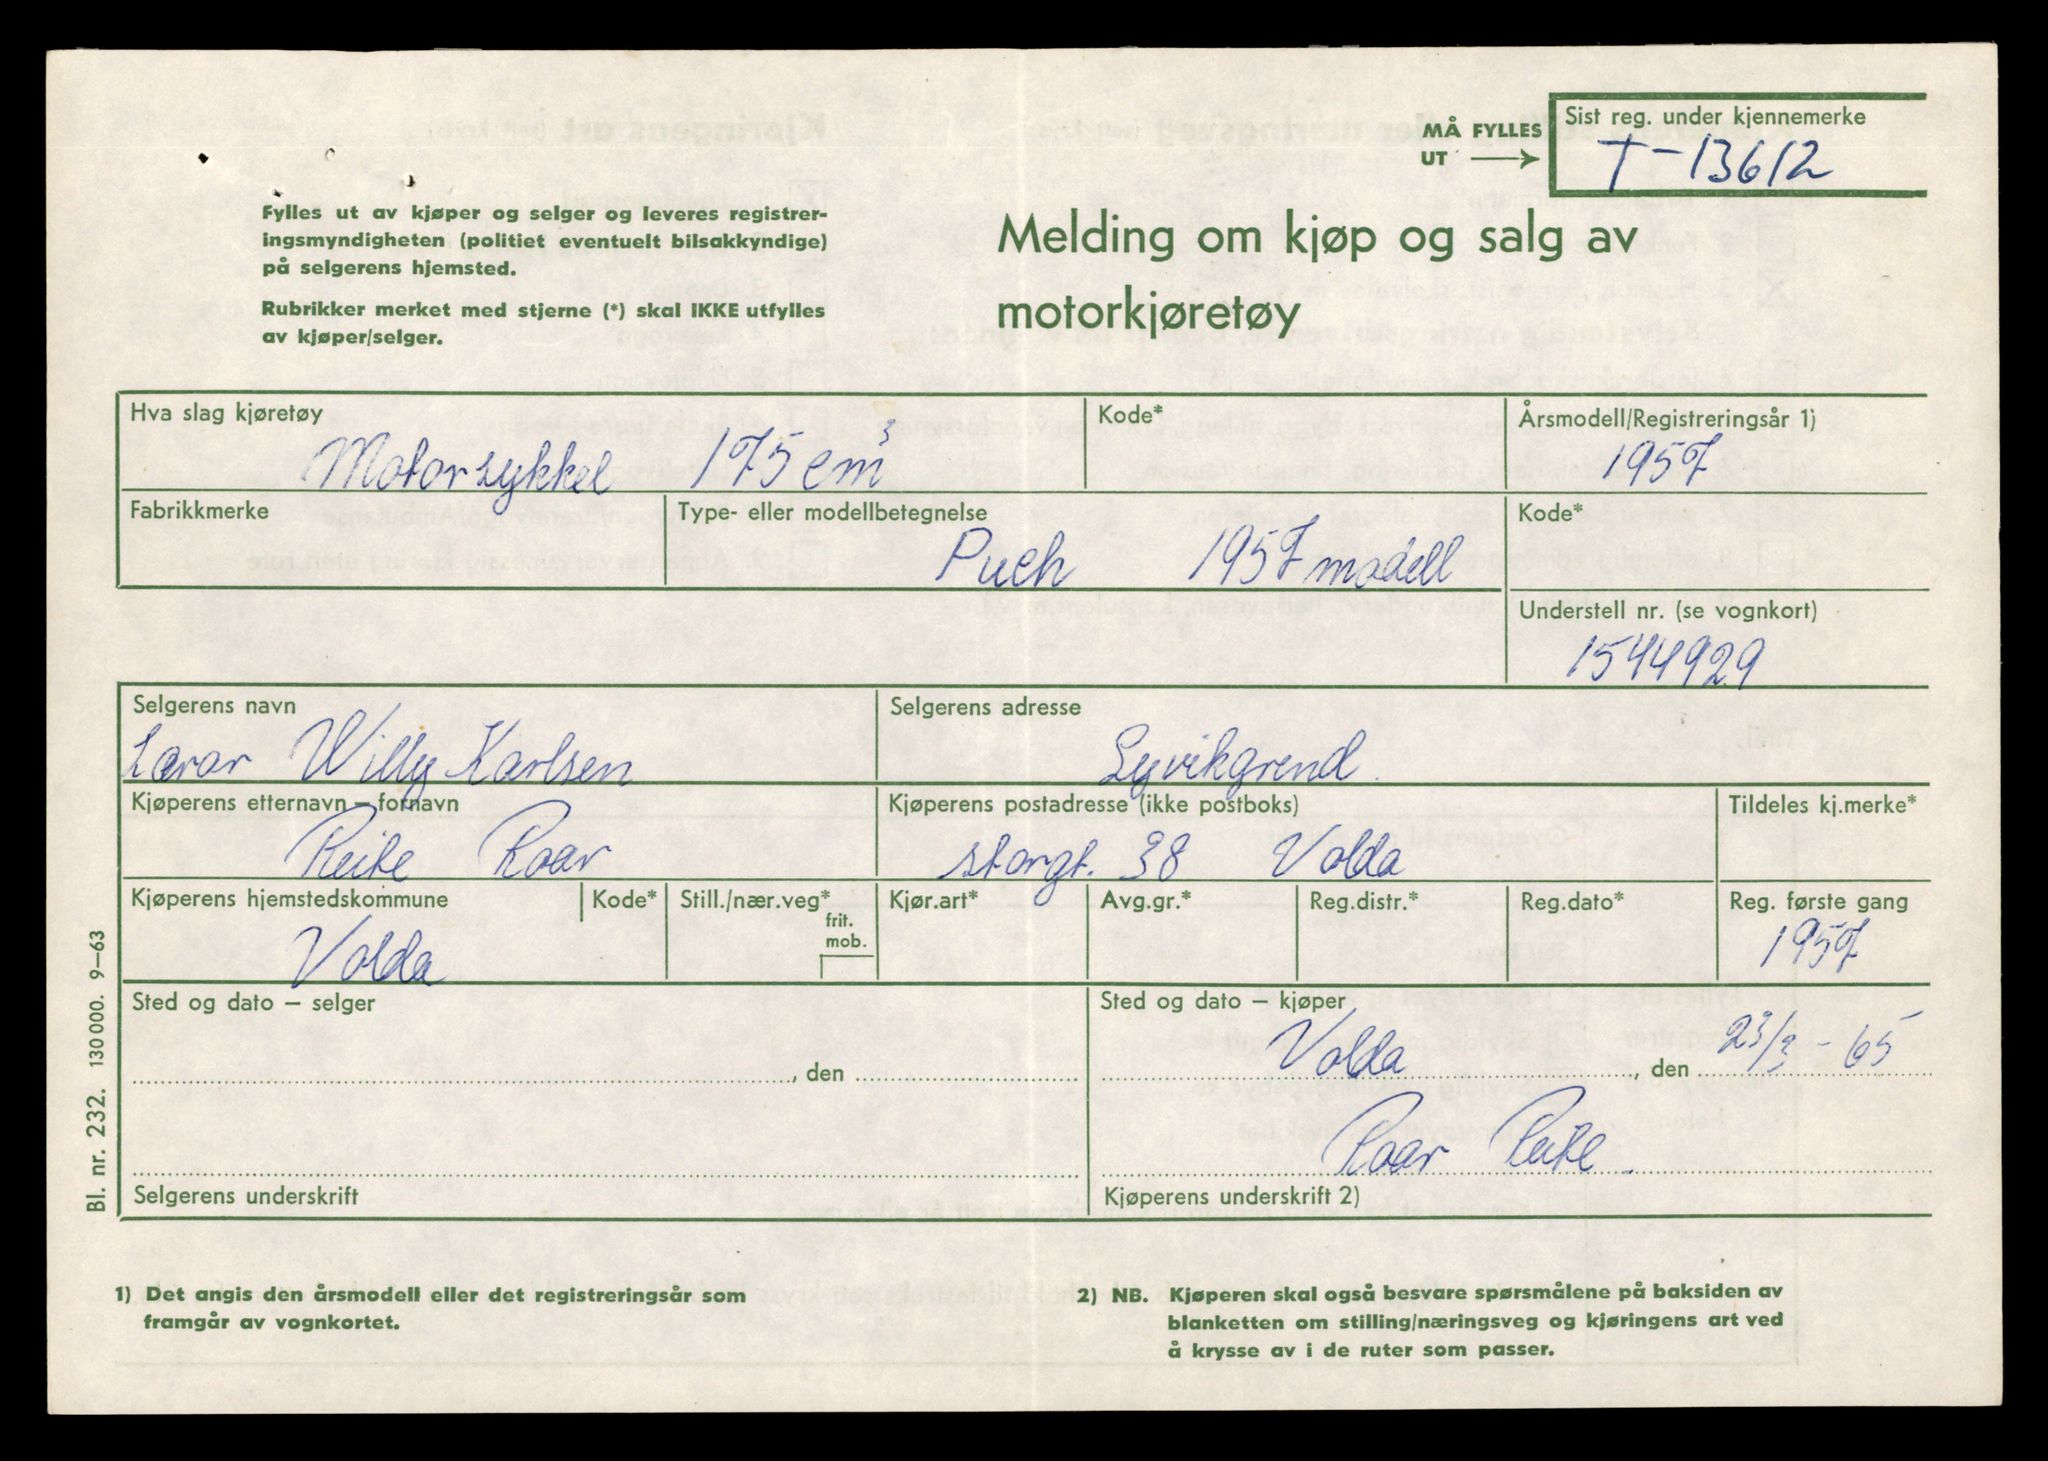 MÅ FYLLES UT
Sist reg. under kjennemerke
T-13612
Fylles ut av kjøper og selger og leveres registrer-
ingsmyndigheten (politiet eventuelt bilsakkyndige)
på selgerens hjemsted.
Rubrikker merket med stjerne (*) skal IKKE utfylles
av kjøper/selger.
Melding om kjøp og salg av
motorkjøretøy
Hva slag kjøretøy
Motorsykkel 175 cm³
Kode*
Årsmodell/Registreringsår 1)
1957
Fabrikkmerke
Type- eller modellbetegnelse
Puch 1957 modell
Kode*
Understell nr. (se vognkort)
1544929
Selgerens navn
Lærar Willy Karlsen
Selgerens adresse
Lyvikgrend.
Kjøperens etternavn – fornavn
Reite Roar
Kjøperens postadresse (ikke postboks)
Storgt. 38 Volda
Tildeles kj.merke*
Kjøperens hjemstedskommune
Volda
Kode*
Still./nær.veg*
frit.
mob.
Kjør.art*
Avg.gr.*
Reg.distr.*
Reg.dato*
Reg. første gang
1957
Sted og dato – selger
, den
Selgerens underskrift
Sted og dato – kjøper
Volda, den 23/3 - 65
Roar Reite.
Kjøperens underskrift 2)
Bl. nr. 232. 130 000. 9–63
1) Det angis den årsmodell eller det registreringsår som
framgår av vognkortet.
2) NB. Kjøperen skal også besvare spørsmålene på baksiden av
blanketten om stilling/næringsveg og kjøringens art ved
å krysse av i de ruter som passer.